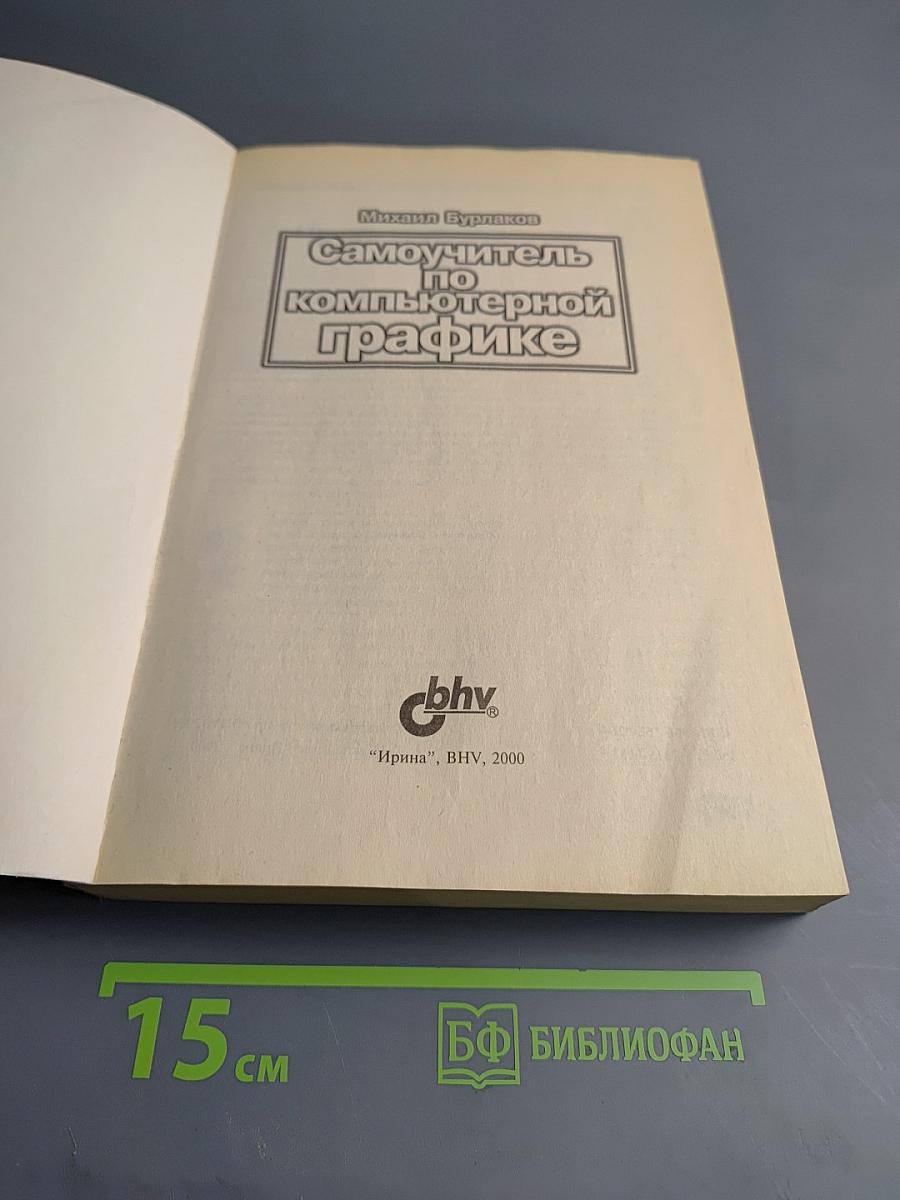 Михаил Бурлаков
Самоучитель
по
компьютерной
графике
bhv®
“Ирина”, BHV, 2000
15 см
БФ БИБЛИОФАН